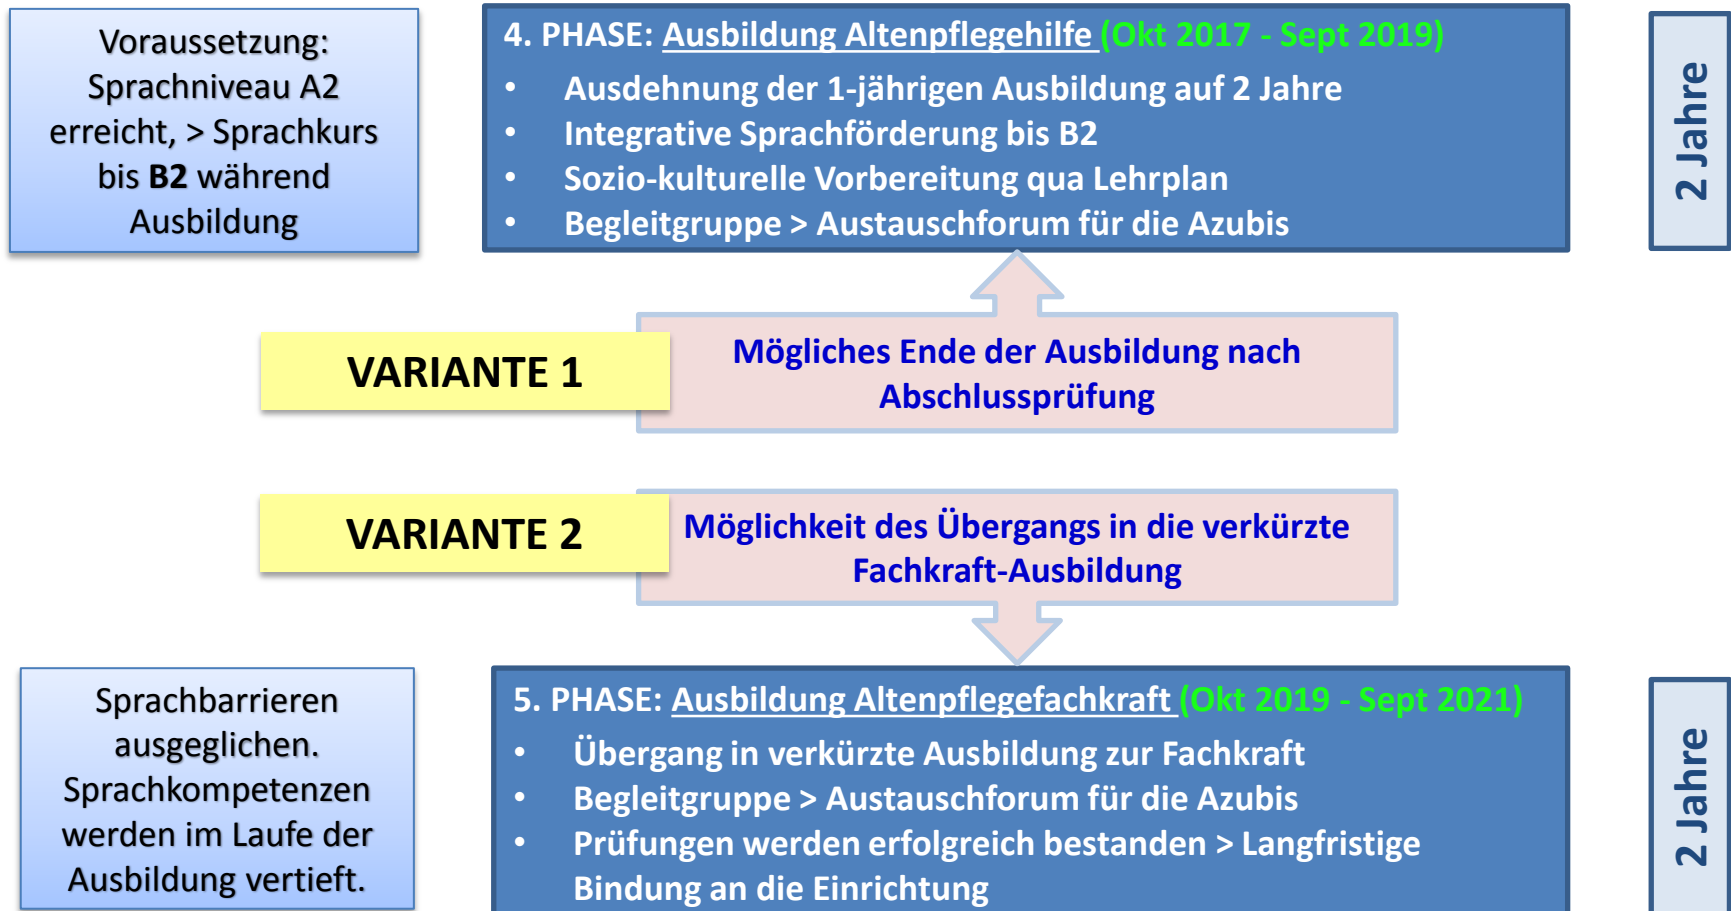 Voraussetzung:
Sprachniveau A2
erreicht, > Sprachkurs
bis B2 während
Ausbildung
4. PHASE: Ausbildung Altenpflegehilfe (Okt 2017 - Sept 2019)
• Ausdehnung der 1-jährigen Ausbildung auf 2 Jahre
• Integrative Sprachförderung bis B2
• Sozio-kulturelle Vorbereitung qua Lehrplan
• Begleitgruppe > Austauschforum für die Azubis
2 Jahre
VARIANTE 1
Mögliches Ende der Ausbildung nach
Abschlussprüfung
VARIANTE 2
Möglichkeit des Übergangs in die verkürzte
Fachkraft-Ausbildung
Sprachbarrieren
ausgeglichen.
Sprachkompetenzen
werden im Laufe der
Ausbildung vertieft.
5. PHASE: Ausbildung Altenpflegefachkraft (Okt 2019 - Sept 2021)
• Übergang in verkürzte Ausbildung zur Fachkraft
• Begleitgruppe > Austauschforum für die Azubis
• Prüfungen werden erfolgreich bestanden > Langfristige
Bindung an die Einrichtung
2 Jahre